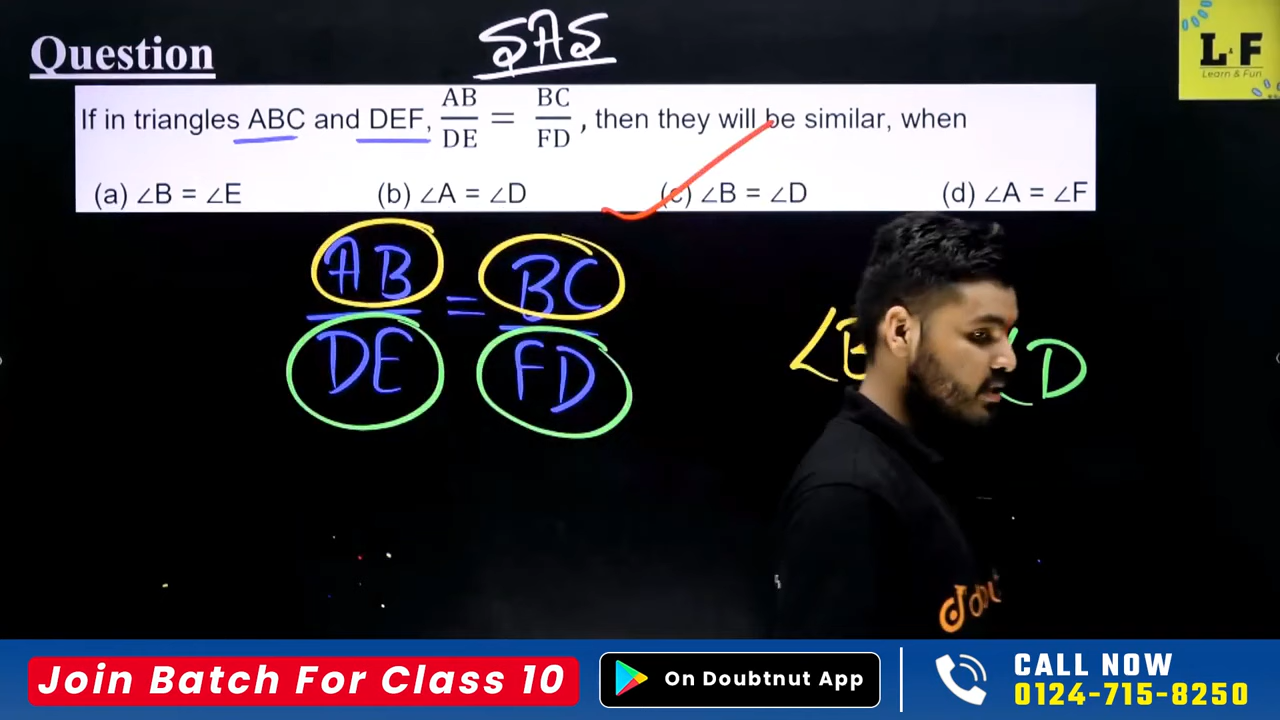 Question
SAS
L&F
Learn & Fun
If in triangles ABC and DEF, AB/DE = BC/FD, then they will be similar, when
(a) ∠B = ∠E (b) ∠A = ∠D (c) ∠B = ∠D (d) ∠A = ∠F
AB/DE = BC/FD
∠D
Join Batch For Class 10
On Doubtnut App
CALL NOW
0124-715-8250